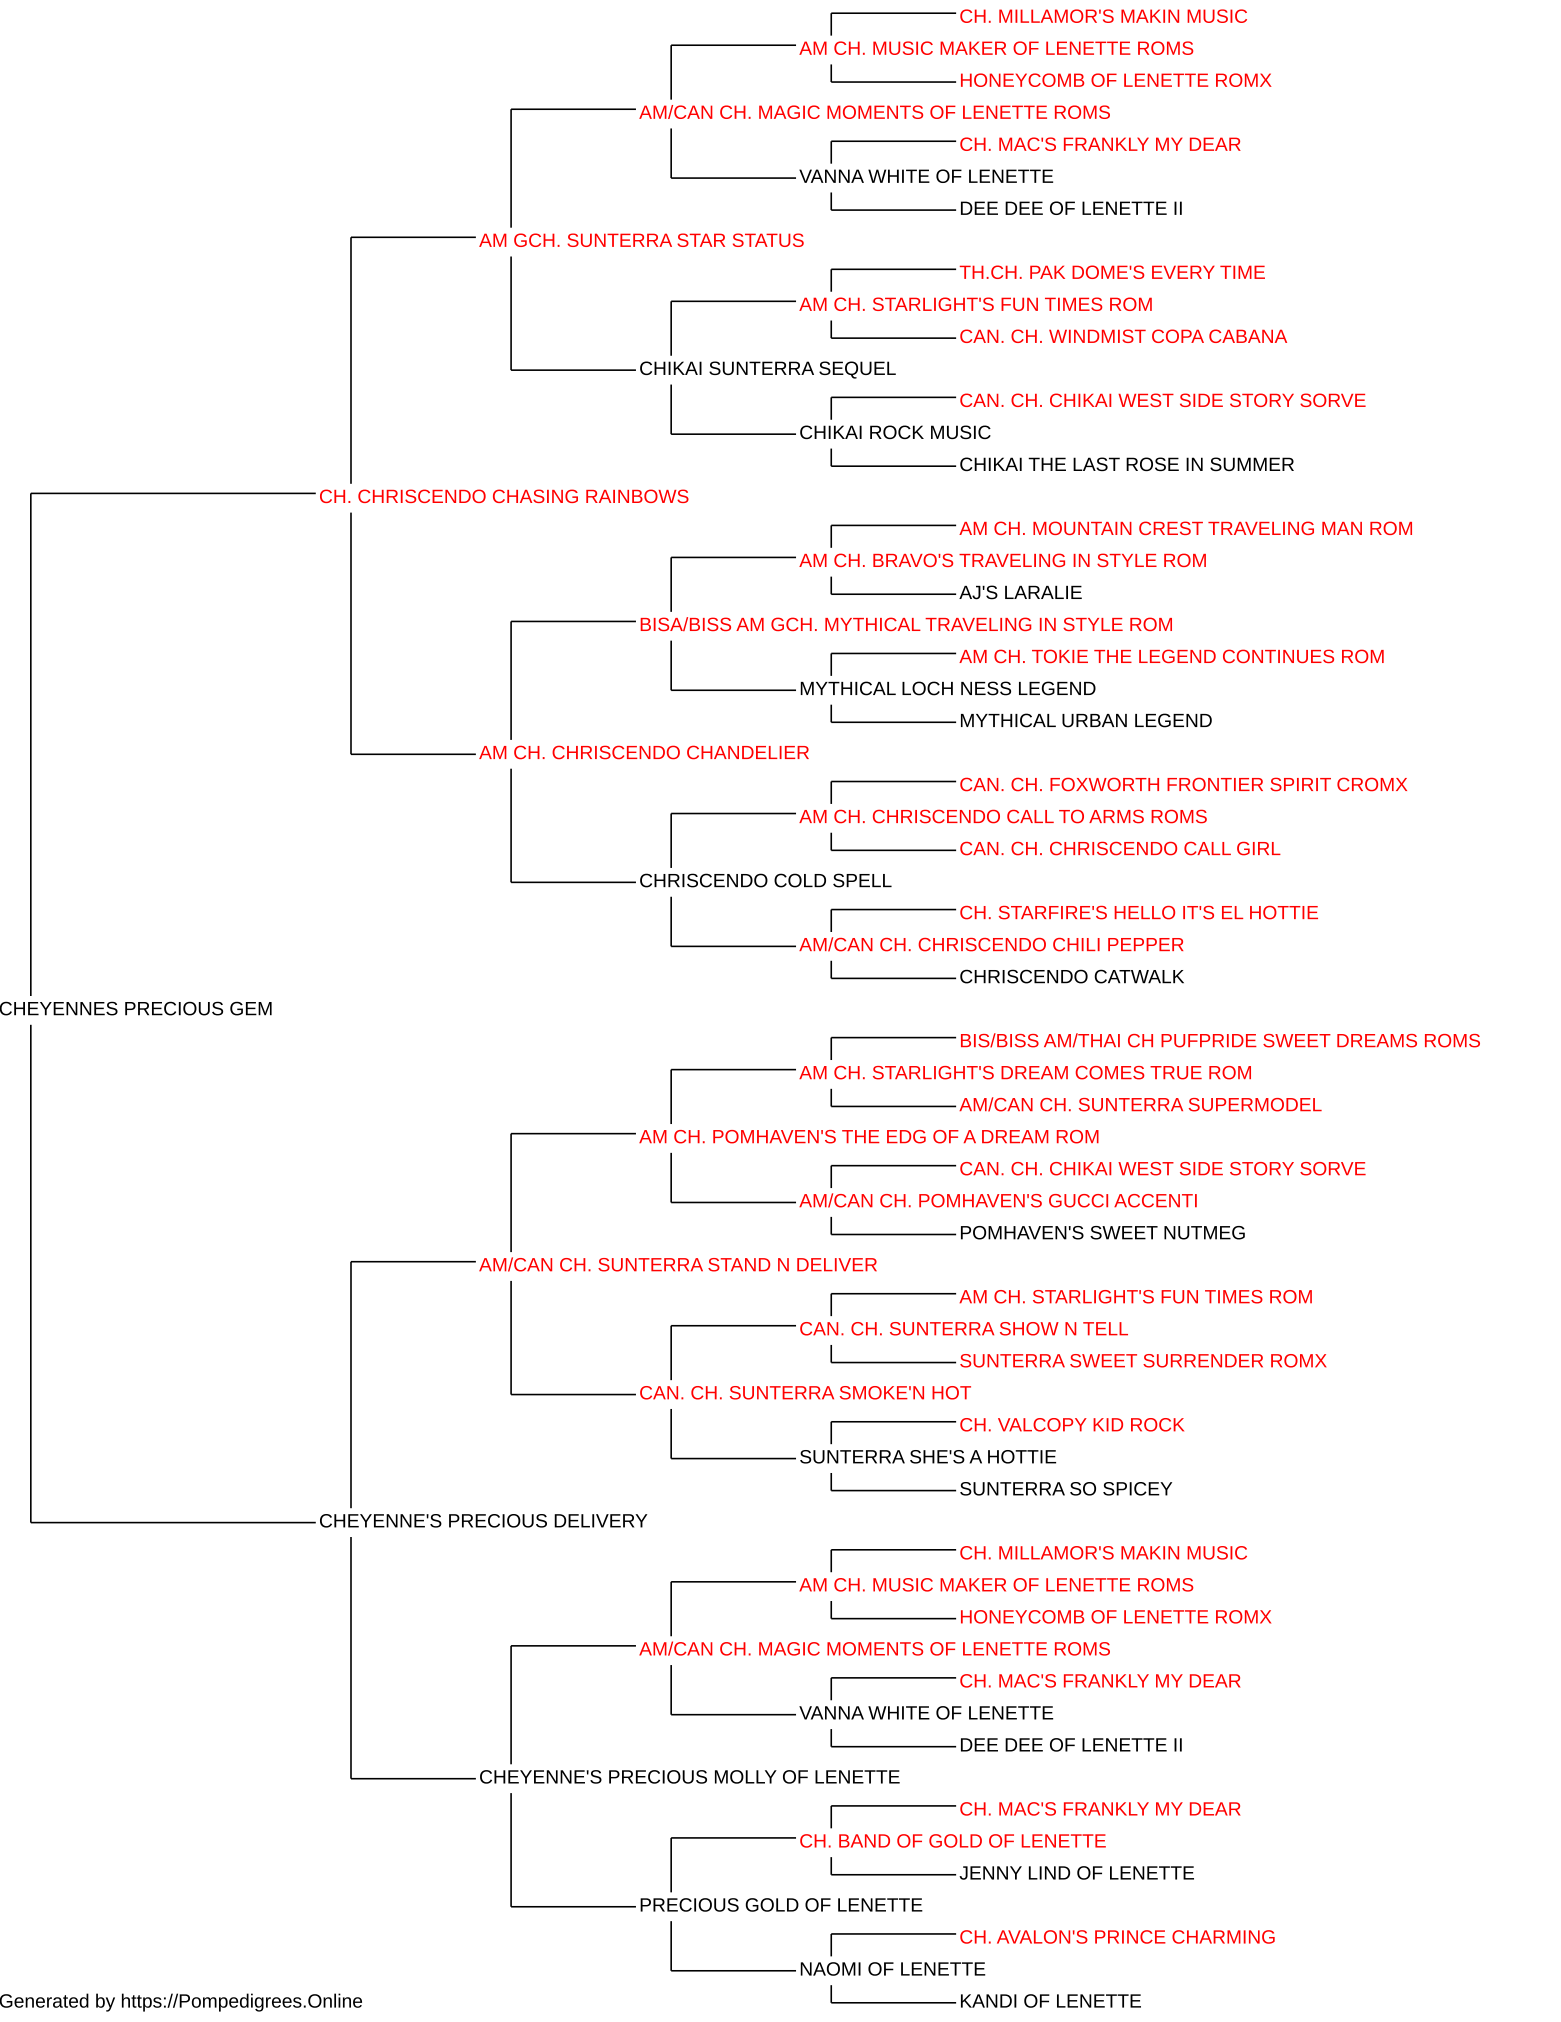 CH. MILLAMOR'S MAKIN MUSIC
AM CH. MUSIC MAKER OF LENETTE ROMS
HONEYCOMB OF LENETTE ROMX
AM/CAN CH. MAGIC MOMENTS OF LENETTE ROMS
CH. MAC'S FRANKLY MY DEAR
VANNA WHITE OF LENETTE
DEE DEE OF LENETTE II
AM GCH. SUNTERRA STAR STATUS
TH.CH. PAK DOME'S EVERY TIME
AM CH. STARLIGHT'S FUN TIMES ROM
CAN. CH. WINDMIST COPA CABANA
CHIKAI SUNTERRA SEQUEL
CAN. CH. CHIKAI WEST SIDE STORY SORVE
CHIKAI ROCK MUSIC
CHIKAI THE LAST ROSE IN SUMMER
CH. CHRISCENDO CHASING RAINBOWS
AM CH. MOUNTAIN CREST TRAVELING MAN ROM
AM CH. BRAVO'S TRAVELING IN STYLE ROM
AJ'S LARALIE
BISA/BISS AM GCH. MYTHICAL TRAVELING IN STYLE ROM
AM CH. TOKIE THE LEGEND CONTINUES ROM
MYTHICAL LOCH NESS LEGEND
MYTHICAL URBAN LEGEND
AM CH. CHRISCENDO CHANDELIER
CAN. CH. FOXWORTH FRONTIER SPIRIT CROMX
AM CH. CHRISCENDO CALL TO ARMS ROMS
CAN. CH. CHRISCENDO CALL GIRL
CHRISCENDO COLD SPELL
CH. STARFIRE'S HELLO IT'S EL HOTTIE
AM/CAN CH. CHRISCENDO CHILI PEPPER
CHRISCENDO CATWALK
CHEYENNES PRECIOUS GEM
BIS/BISS AM/THAI CH PUFPRIDE SWEET DREAMS ROMS
AM CH. STARLIGHT'S DREAM COMES TRUE ROM
AM/CAN CH. SUNTERRA SUPERMODEL
AM CH. POMHAVEN'S THE EDG OF A DREAM ROM
CAN. CH. CHIKAI WEST SIDE STORY SORVE
AM/CAN CH. POMHAVEN'S GUCCI ACCENTI
POMHAVEN'S SWEET NUTMEG
AM/CAN CH. SUNTERRA STAND N DELIVER
AM CH. STARLIGHT'S FUN TIMES ROM
CAN. CH. SUNTERRA SHOW N TELL
SUNTERRA SWEET SURRENDER ROMX
CAN. CH. SUNTERRA SMOKE'N HOT
CH. VALCOPY KID ROCK
SUNTERRA SHE'S A HOTTIE
SUNTERRA SO SPICEY
CHEYENNE'S PRECIOUS DELIVERY
CH. MILLAMOR'S MAKIN MUSIC
AM CH. MUSIC MAKER OF LENETTE ROMS
HONEYCOMB OF LENETTE ROMX
AM/CAN CH. MAGIC MOMENTS OF LENETTE ROMS
CH. MAC'S FRANKLY MY DEAR
VANNA WHITE OF LENETTE
DEE DEE OF LENETTE II
CHEYENNE'S PRECIOUS MOLLY OF LENETTE
CH. MAC'S FRANKLY MY DEAR
CH. BAND OF GOLD OF LENETTE
JENNY LIND OF LENETTE
PRECIOUS GOLD OF LENETTE
CH. AVALON'S PRINCE CHARMING
NAOMI OF LENETTE
KANDI OF LENETTE
Generated by https://Pompedigrees.Online